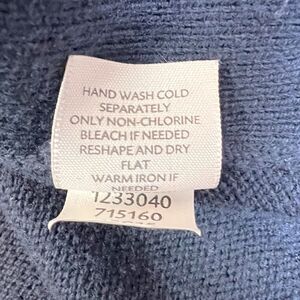 HAND WASH COLD
SEPARATELY
ONLY NON-CHLORINE
BLEACH IF NEEDED
RESHAPE AND DRY
FLAT
WARM IRON IF
NEEDED
1233040
715160